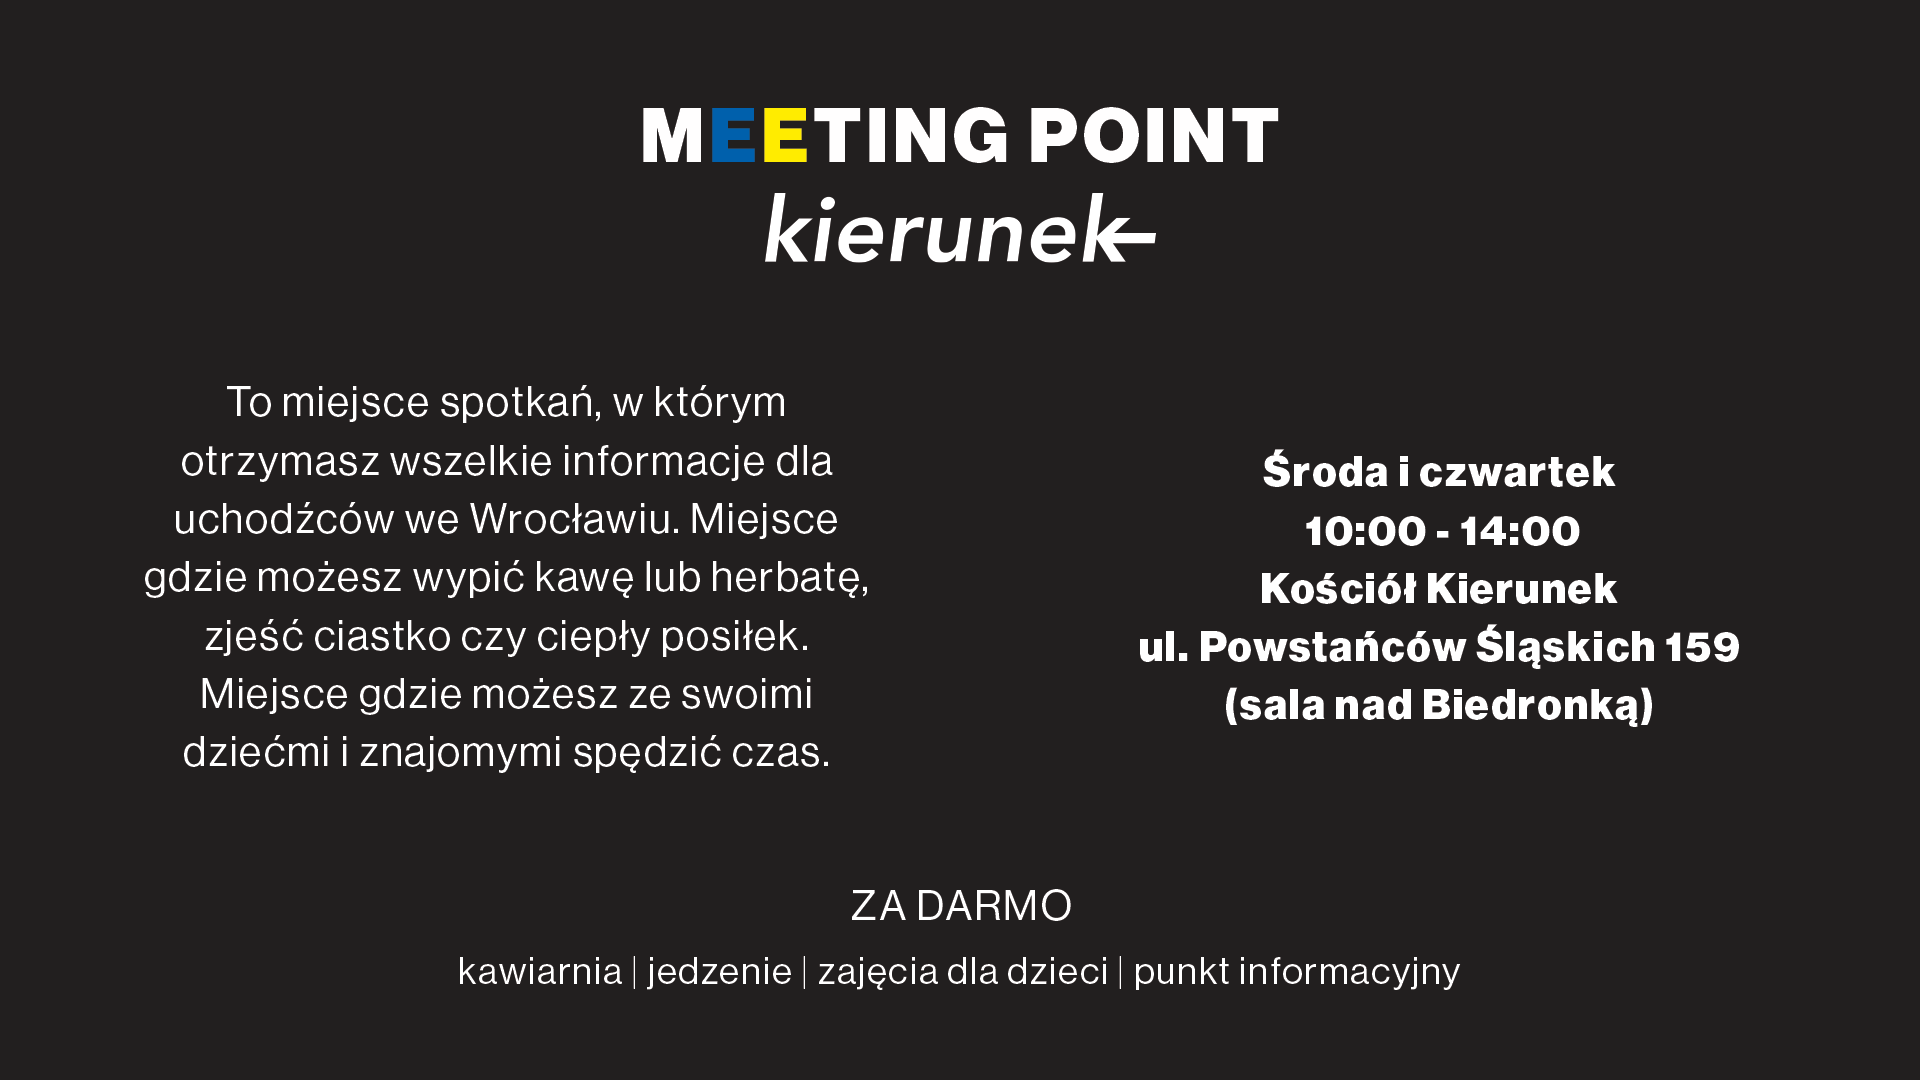 MEETING POINT
kierunek
To miejsce spotkań, w którym
otrzymasz wszelkie informacje dla
uchodźców we Wrocławiu. Miejsce
gdzie możesz wypić kawę lub herbatę,
zjeść ciastko czy ciepły posiłek.
Miejsce gdzie możesz ze swoimi
dziećmi i znajomymi spędzić czas.
Środa i czwartek
10:00 - 14:00
Kościół Kierunek
ul. Powstańców Śląskich 159
(sala nad Biedronką)
ZA DARMO
kawiarnia | jedzenie | zajęcia dla dzieci | punkt informacyjny